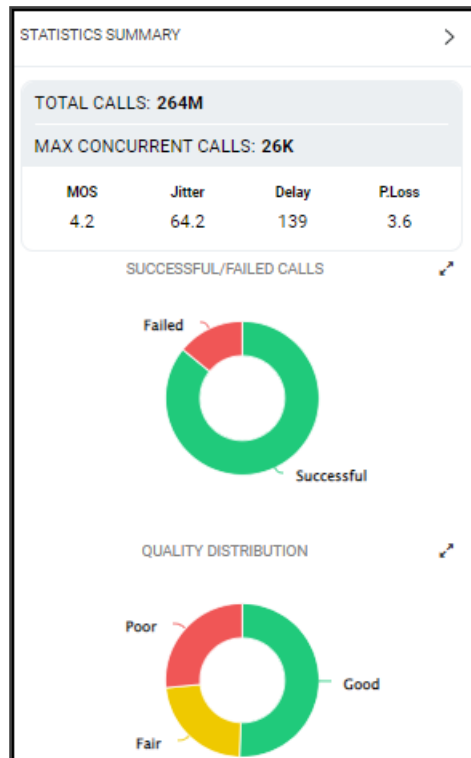 STATISTICS SUMMARY
TOTAL CALLS: 264M
MAX CONCURRENT CALLS: 26K
MOS Jitter Delay P.Loss
4.2 64.2 139 3.6
SUCCESSFUL/FAILED CALLS
Failed
Successful
QUALITY DISTRIBUTION
Poor
Good
Fair